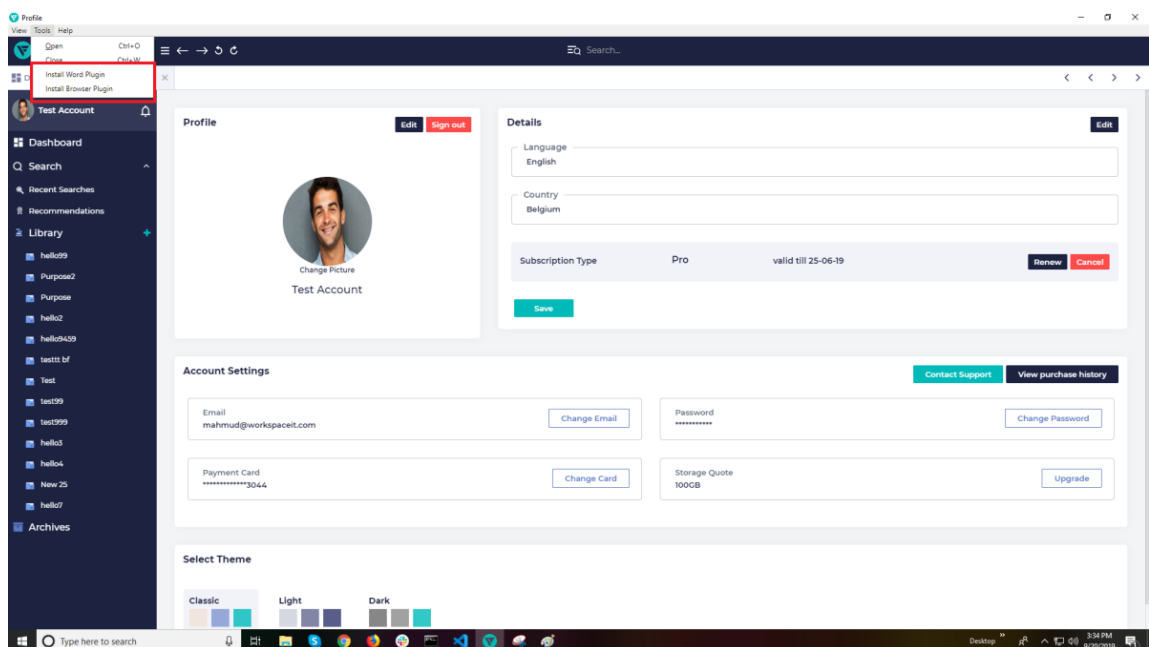 Profile
View Tools Help
Open Ctrl+O
Close Ctrl+W
Install Word Plugin
Install Browser Plugin
Search...
Test Account
Dashboard
Search
Recent Searches
Recommendations
Library
hello99
Purpose2
Purpose
hello2
hello9459
testtt bf
Test
test99
test999
hello3
hello4
New 25
hello7
Archives
Profile
Edit Sign out
Change Picture
Test Account
Details
Edit
Language
English
Country
Belgium
Subscription Type Pro valid till 25-06-19 Renew Cancel
Save
Account Settings
Contact Support View purchase history
Email
mahmud@workspaceit.com
Change Email
Password
***********
Change Password
Payment Card
*************3044
Change Card
Storage Quote
100GB
Upgrade
Select Theme
Classic Light Dark
Type here to search
Desktop
3:34 PM
9/20/2019